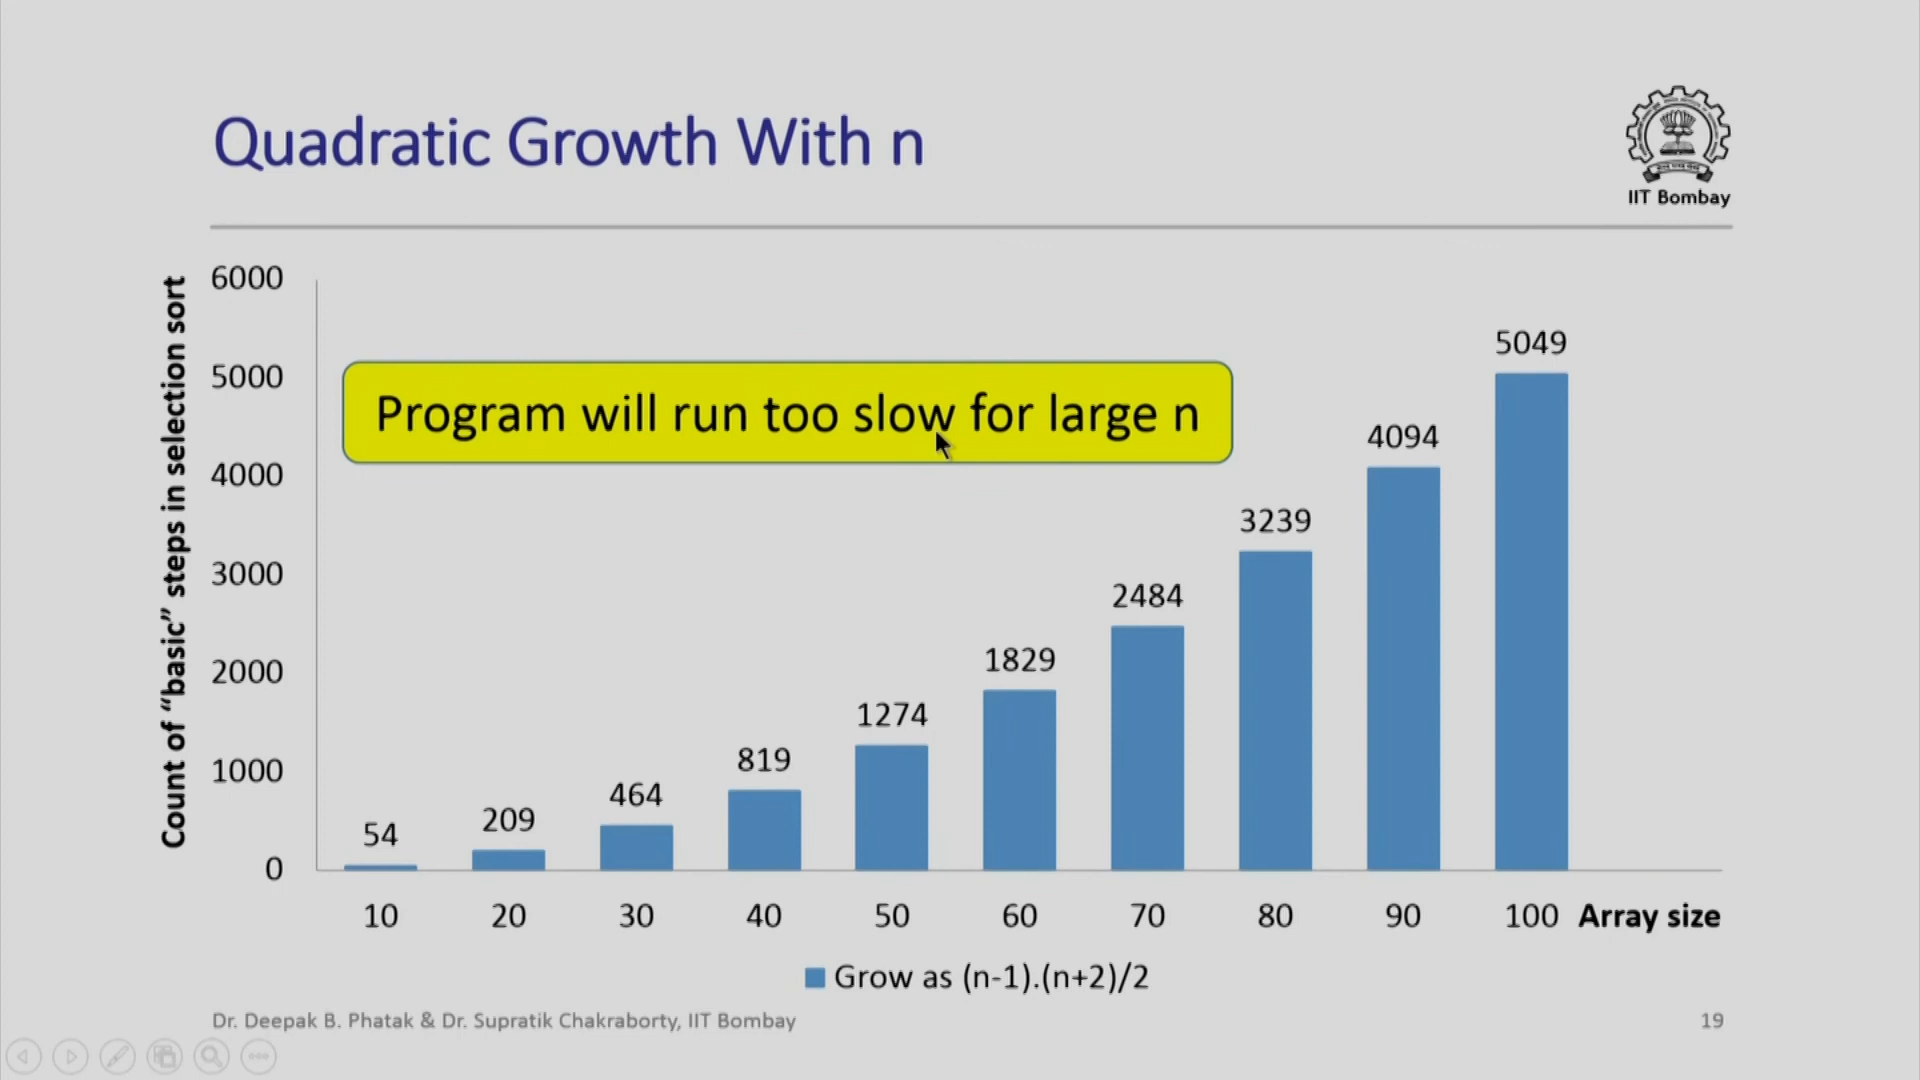 Quadratic Growth With n
IIT Bombay
Count of “basic” steps in selection sort
6000
5000
4000
3000
2000
1000
0
Program will run too slow for large n
54
209
464
819
1274
1829
2484
3239
4094
5049
10 20 30 40 50 60 70 80 90 100 Array size
Grow as (n-1).(n+2)/2
Dr. Deepak B. Phatak & Dr. Supratik Chakraborty, IIT Bombay
19